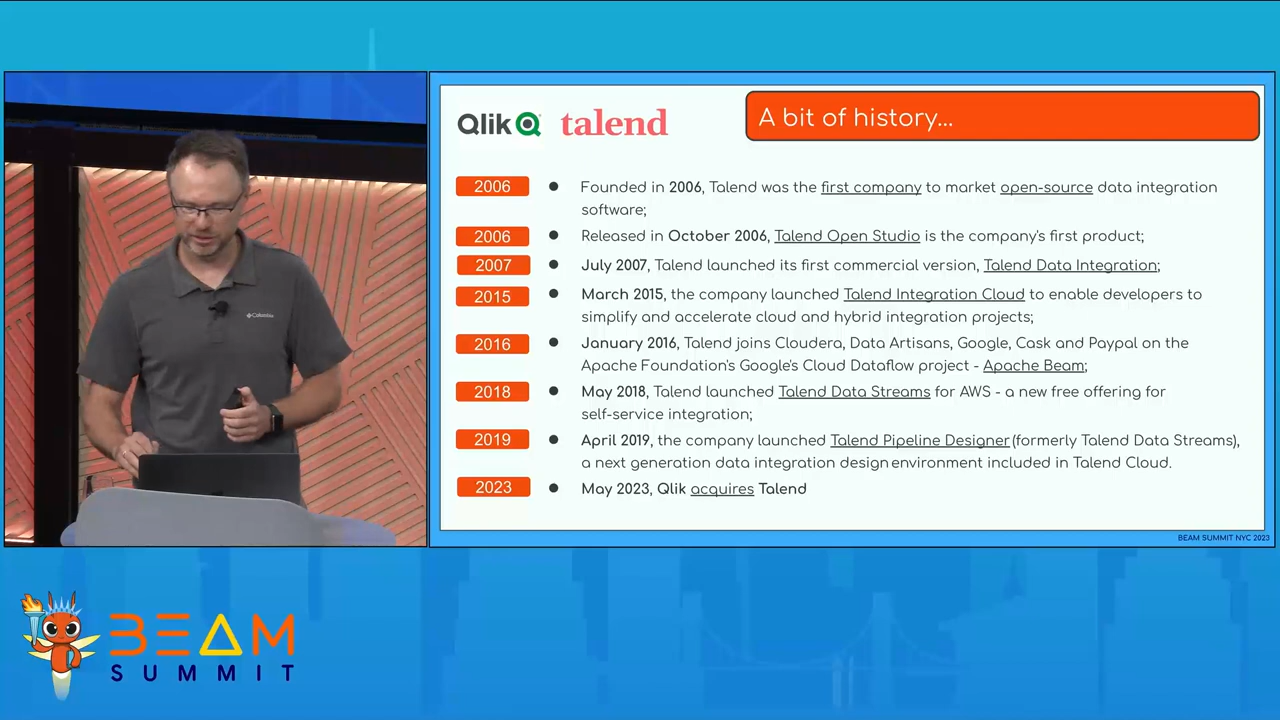 Qlik talend
A bit of history...
2006 ● Founded in 2006, Talend was the first company to market open-source data integration
software;
2006 ● Released in October 2006, Talend Open Studio is the company's first product;
2007 ● July 2007, Talend launched its first commercial version, Talend Data Integration;
2015 ● March 2015, the company launched Talend Integration Cloud to enable developers to
simplify and accelerate cloud and hybrid integration projects;
2016 ● January 2016, Talend joins Cloudera, Data Artisans, Google, Cask and Paypal on the
Apache Foundation's Google's Cloud Dataflow project - Apache Beam;
2018 ● May 2018, Talend launched Talend Data Streams for AWS - a new free offering for
self-service integration;
2019 ● April 2019, the company launched Talend Pipeline Designer (formerly Talend Data Streams),
a next generation data integration design environment included in Talend Cloud.
2023 ● May 2023, Qlik acquires Talend
BEAM SUMMIT NYC 2023
Columbia
BEAM
SUMMIT